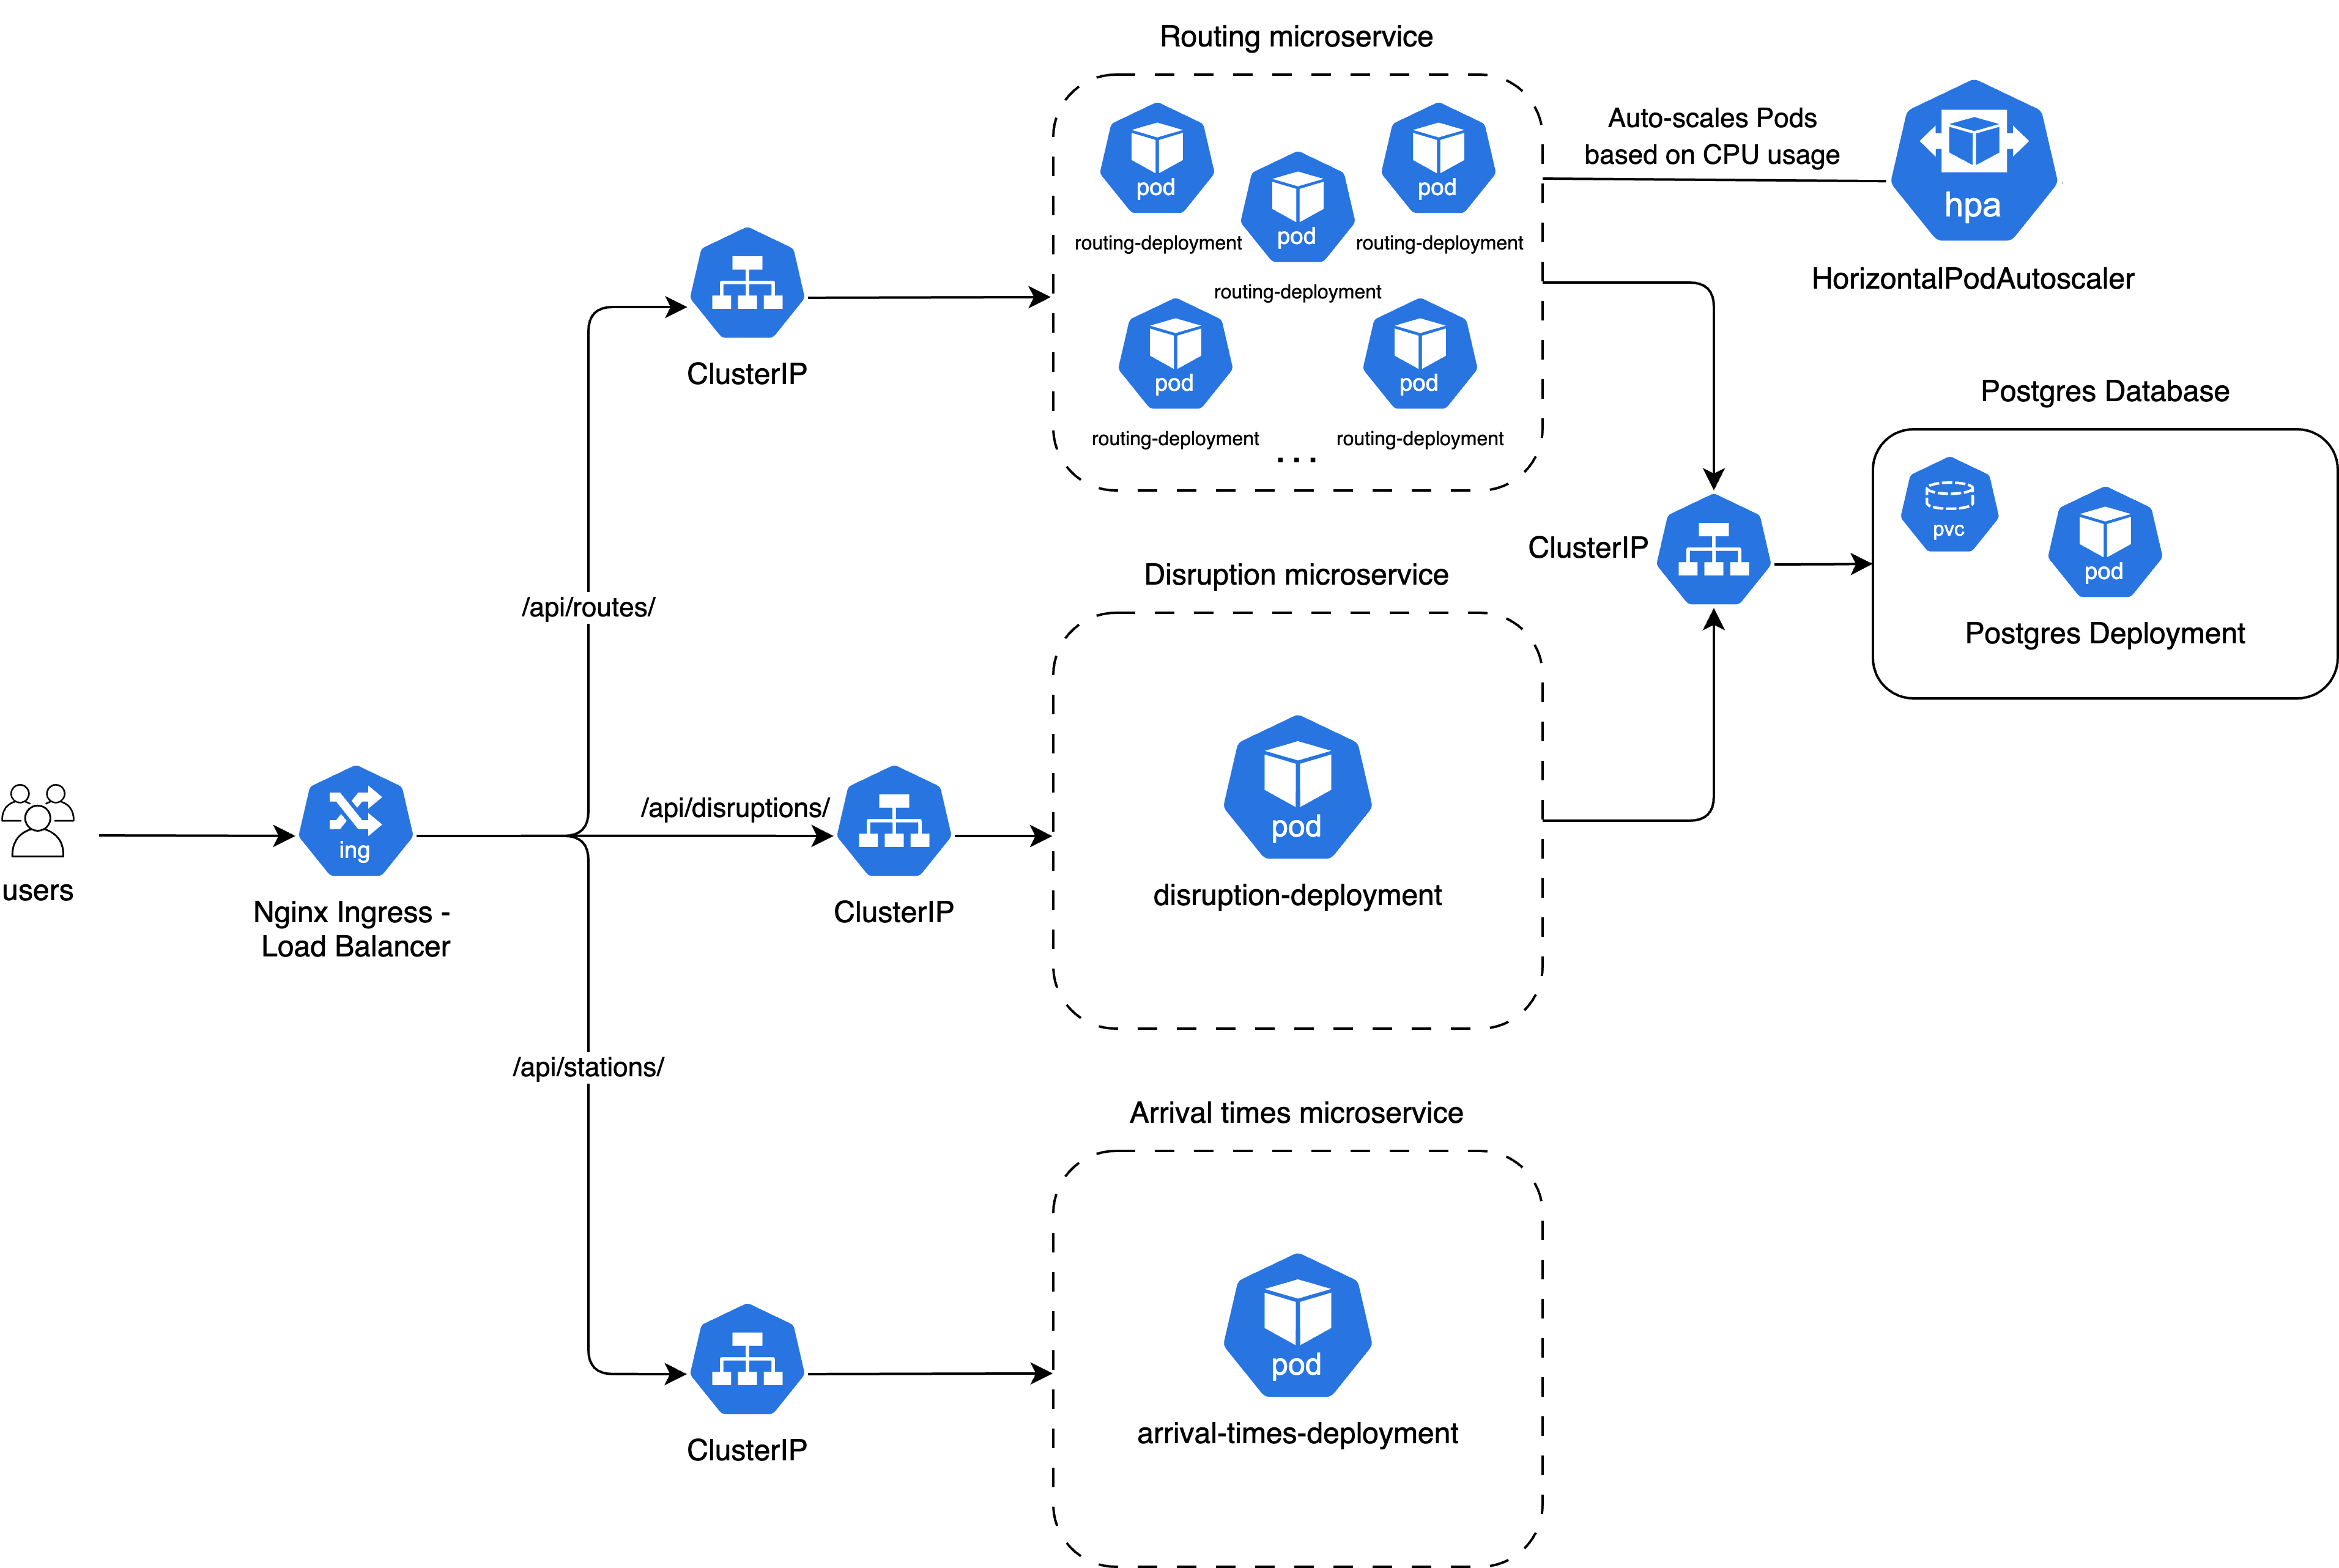 Routing microservice
pod
pod
pod
routing-deployment
routing-deployment
routing-deployment
pod
pod
routing-deployment
routing-deployment
...
Auto-scales Pods
based on CPU usage
hpa
HorizontalPodAutoscaler
ClusterIP
/api/routes/
Postgres Database
pvc
pod
Postgres Deployment
ClusterIP
Disruption microservice
pod
disruption-deployment
users
ing
Nginx Ingress -
Load Balancer
/api/disruptions/
ClusterIP
/api/stations/
Arrival times microservice
pod
arrival-times-deployment
ClusterIP